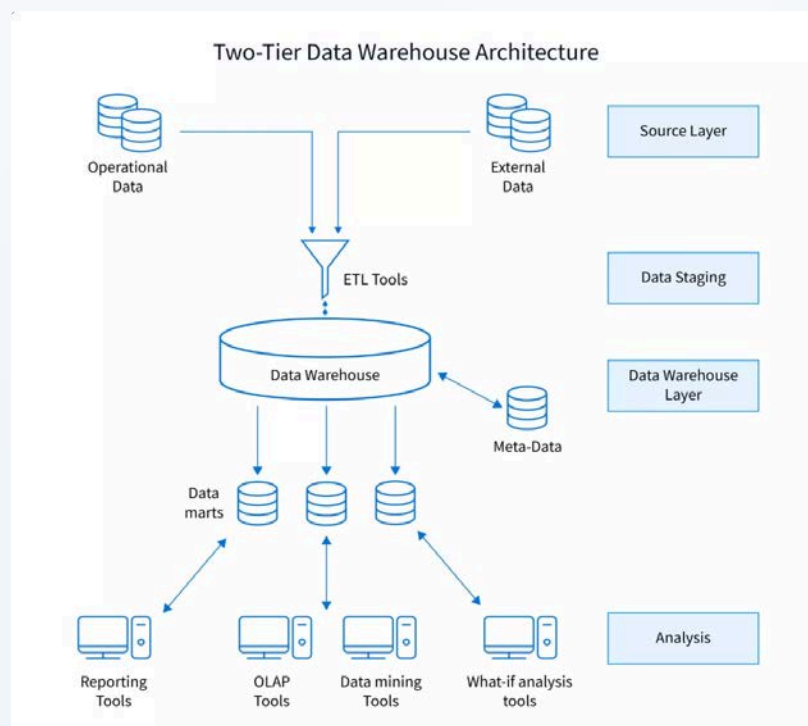 Two-Tier Data Warehouse Architecture
Operational
Data
External
Data
Source Layer
ETL Tools
Data Staging
Data Warehouse
Data Warehouse
Layer
Meta-Data
Data
marts
Reporting
Tools
OLAP
Tools
Data mining
Tools
What-if analysis
tools
Analysis